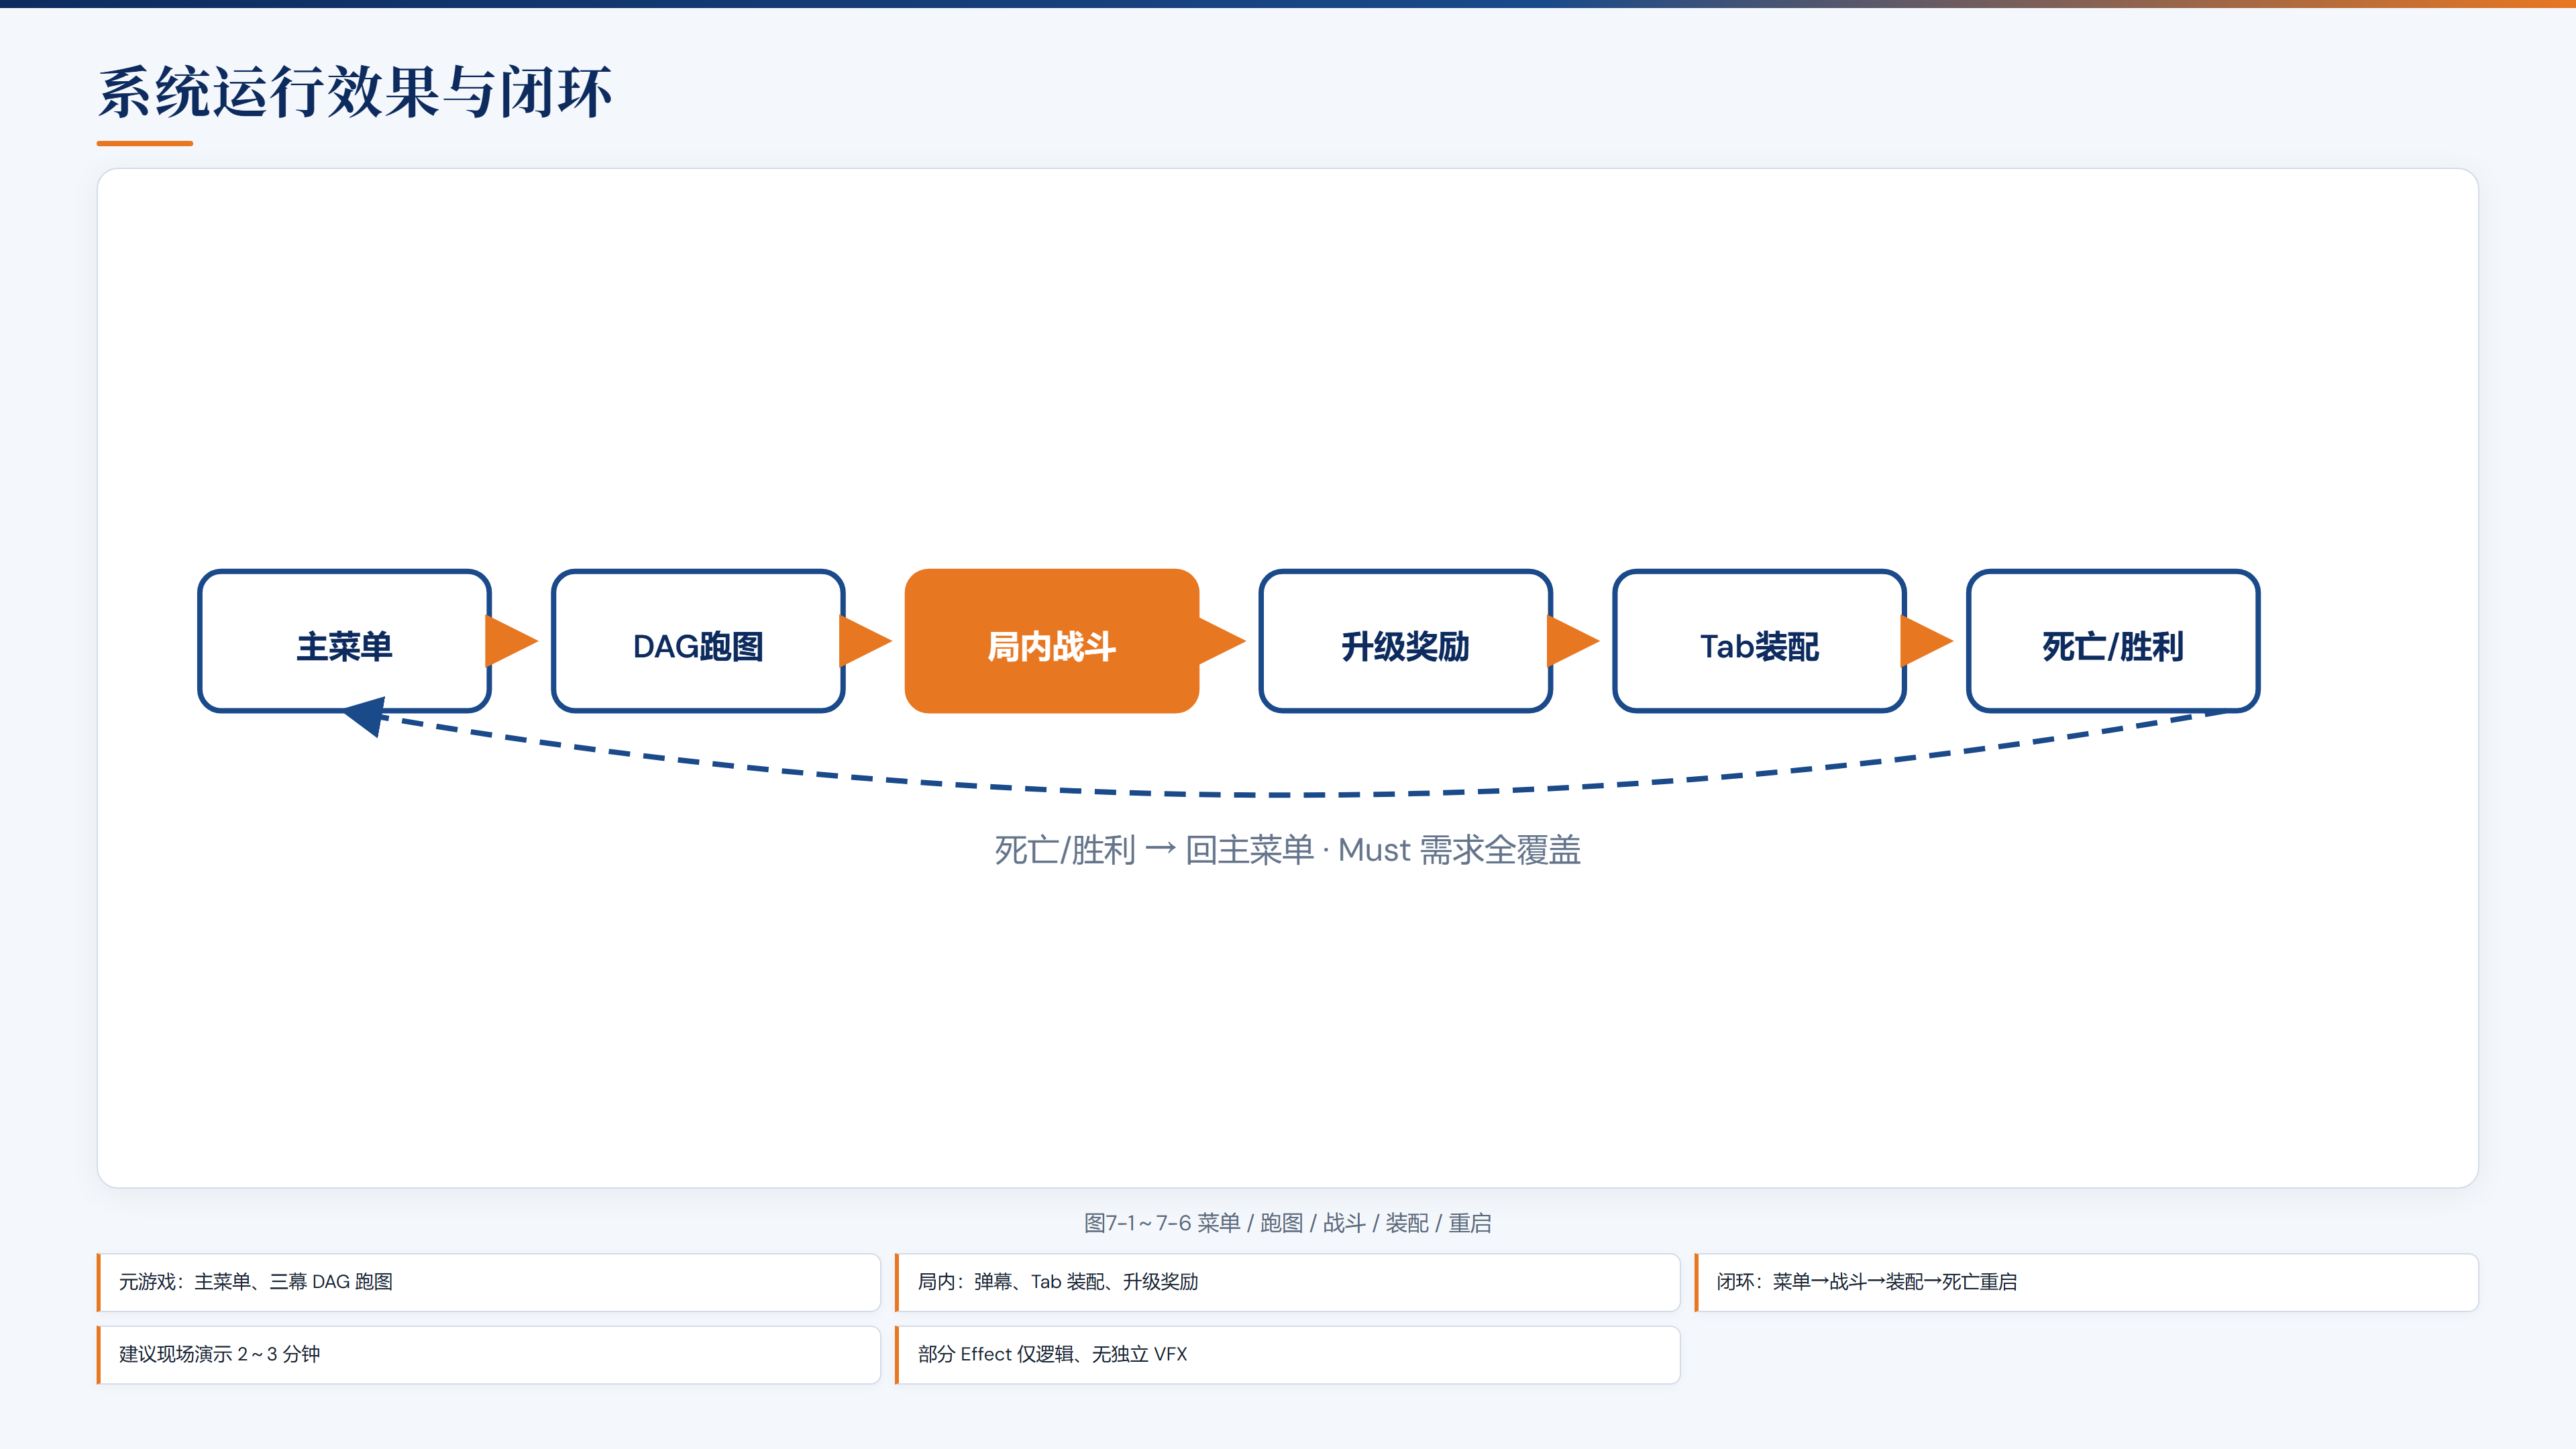 系统运行效果与闭环
主菜单
DAG跑图
局内战斗
升级奖励
Tab装配
死亡/胜利
死亡/胜利 → 回主菜单 · Must 需求全覆盖
图7-1~7-6 菜单 / 跑图 / 战斗 / 装配 / 重启
元游戏：主菜单、三幕 DAG 跑图
局内：弹幕、Tab 装配、升级奖励
闭环：菜单→战斗→装配→死亡重启
建议现场演示 2~3 分钟
部分 Effect 仅逻辑、无独立 VFX